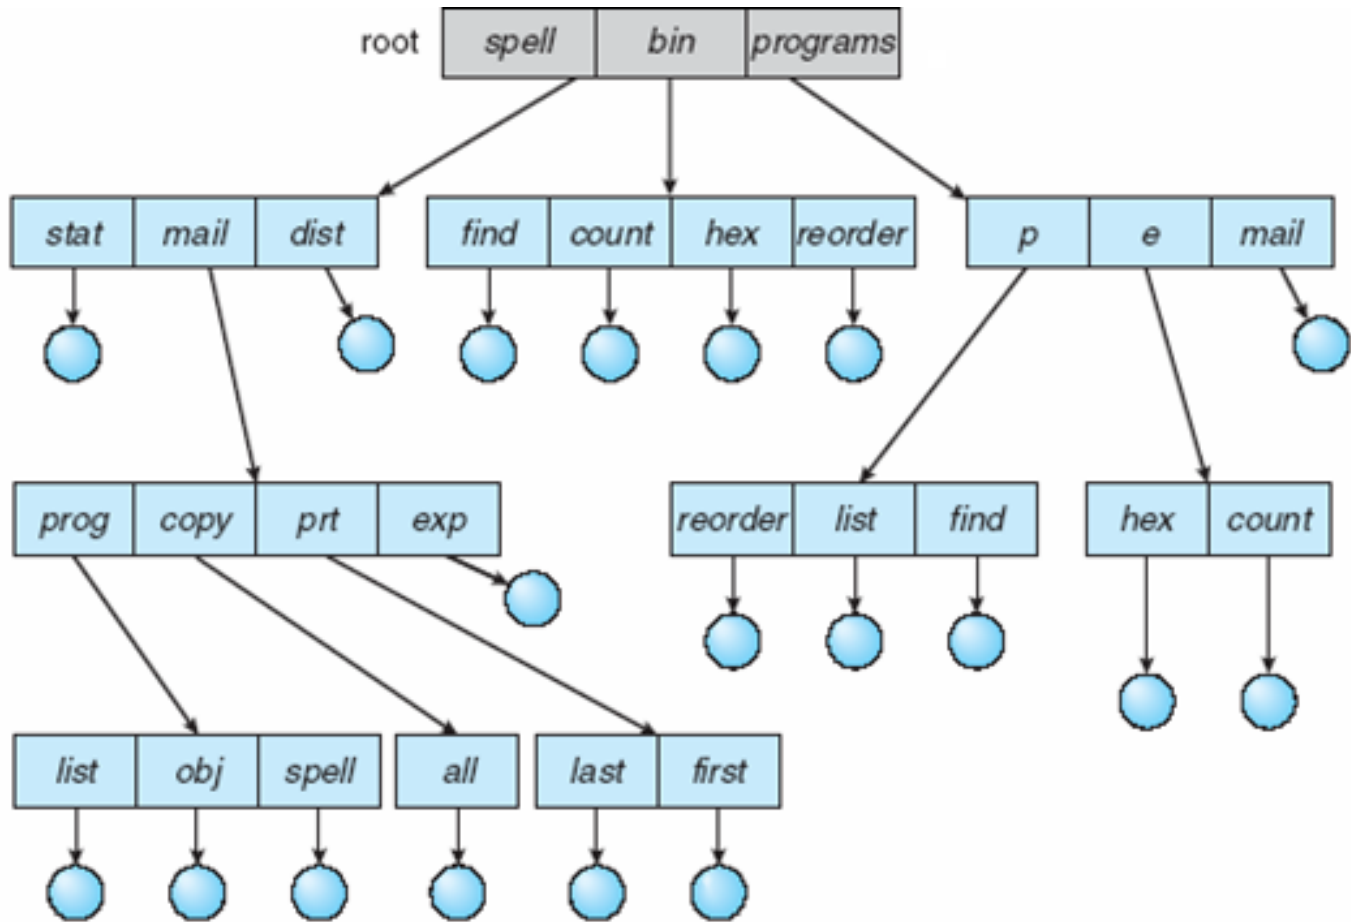 root spell bin programs
stat mail dist find count hex reorder p e mail
prog copy prt exp reorder list find hex count
list obj spell all last first